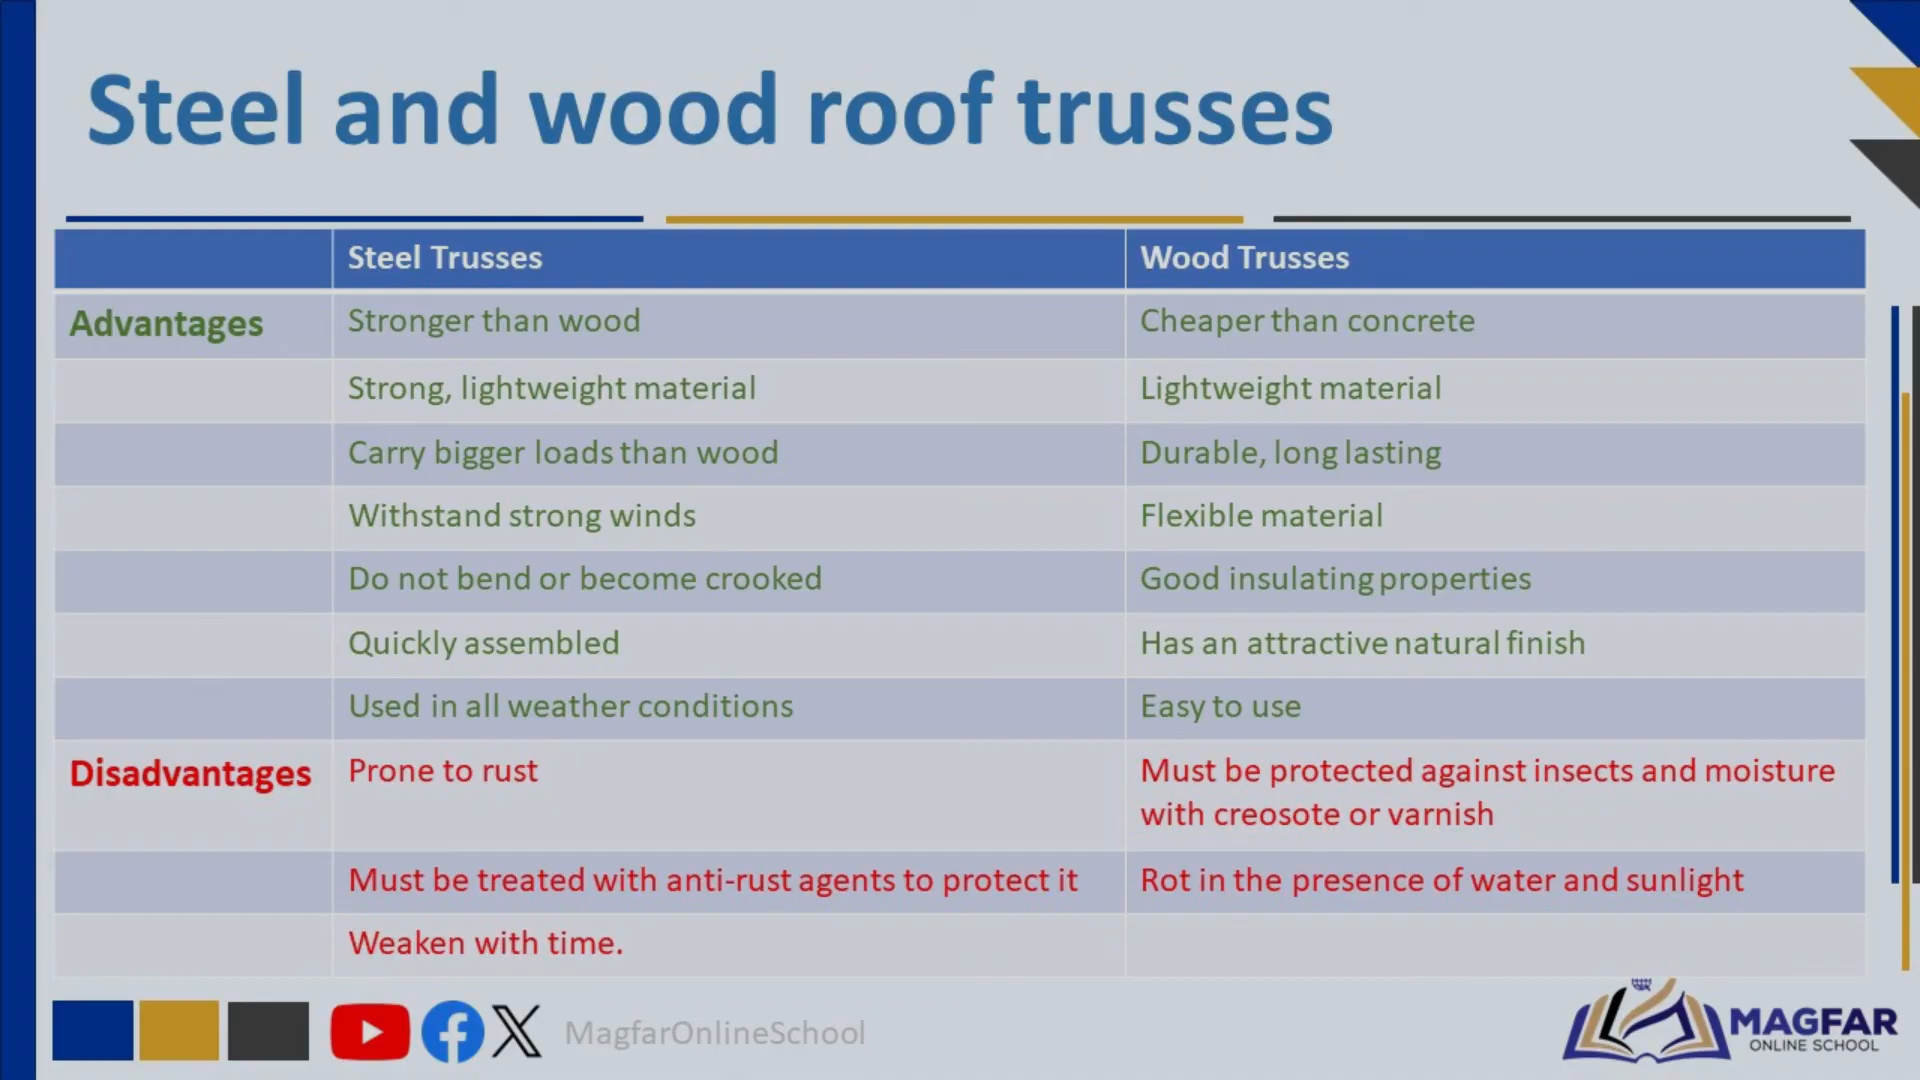 Steel and wood roof trusses
Steel Trusses
Wood Trusses
Advantages
Stronger than wood
Cheaper than concrete
Strong, lightweight material
Lightweight material
Carry bigger loads than wood
Durable, long lasting
Withstand strong winds
Flexible material
Do not bend or become crooked
Good insulating properties
Quickly assembled
Has an attractive natural finish
Used in all weather conditions
Easy to use
Disadvantages
Prone to rust
Must be protected against insects and moisture
with creosote or varnish
Must be treated with anti-rust agents to protect it
Rot in the presence of water and sunlight
Weaken with time.
MagfarOnlineSchool
MAGFAR
ONLINE SCHOOL